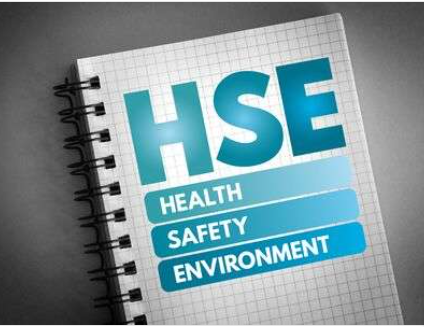 HSE
HEALTH
SAFETY
ENVIRONMENT